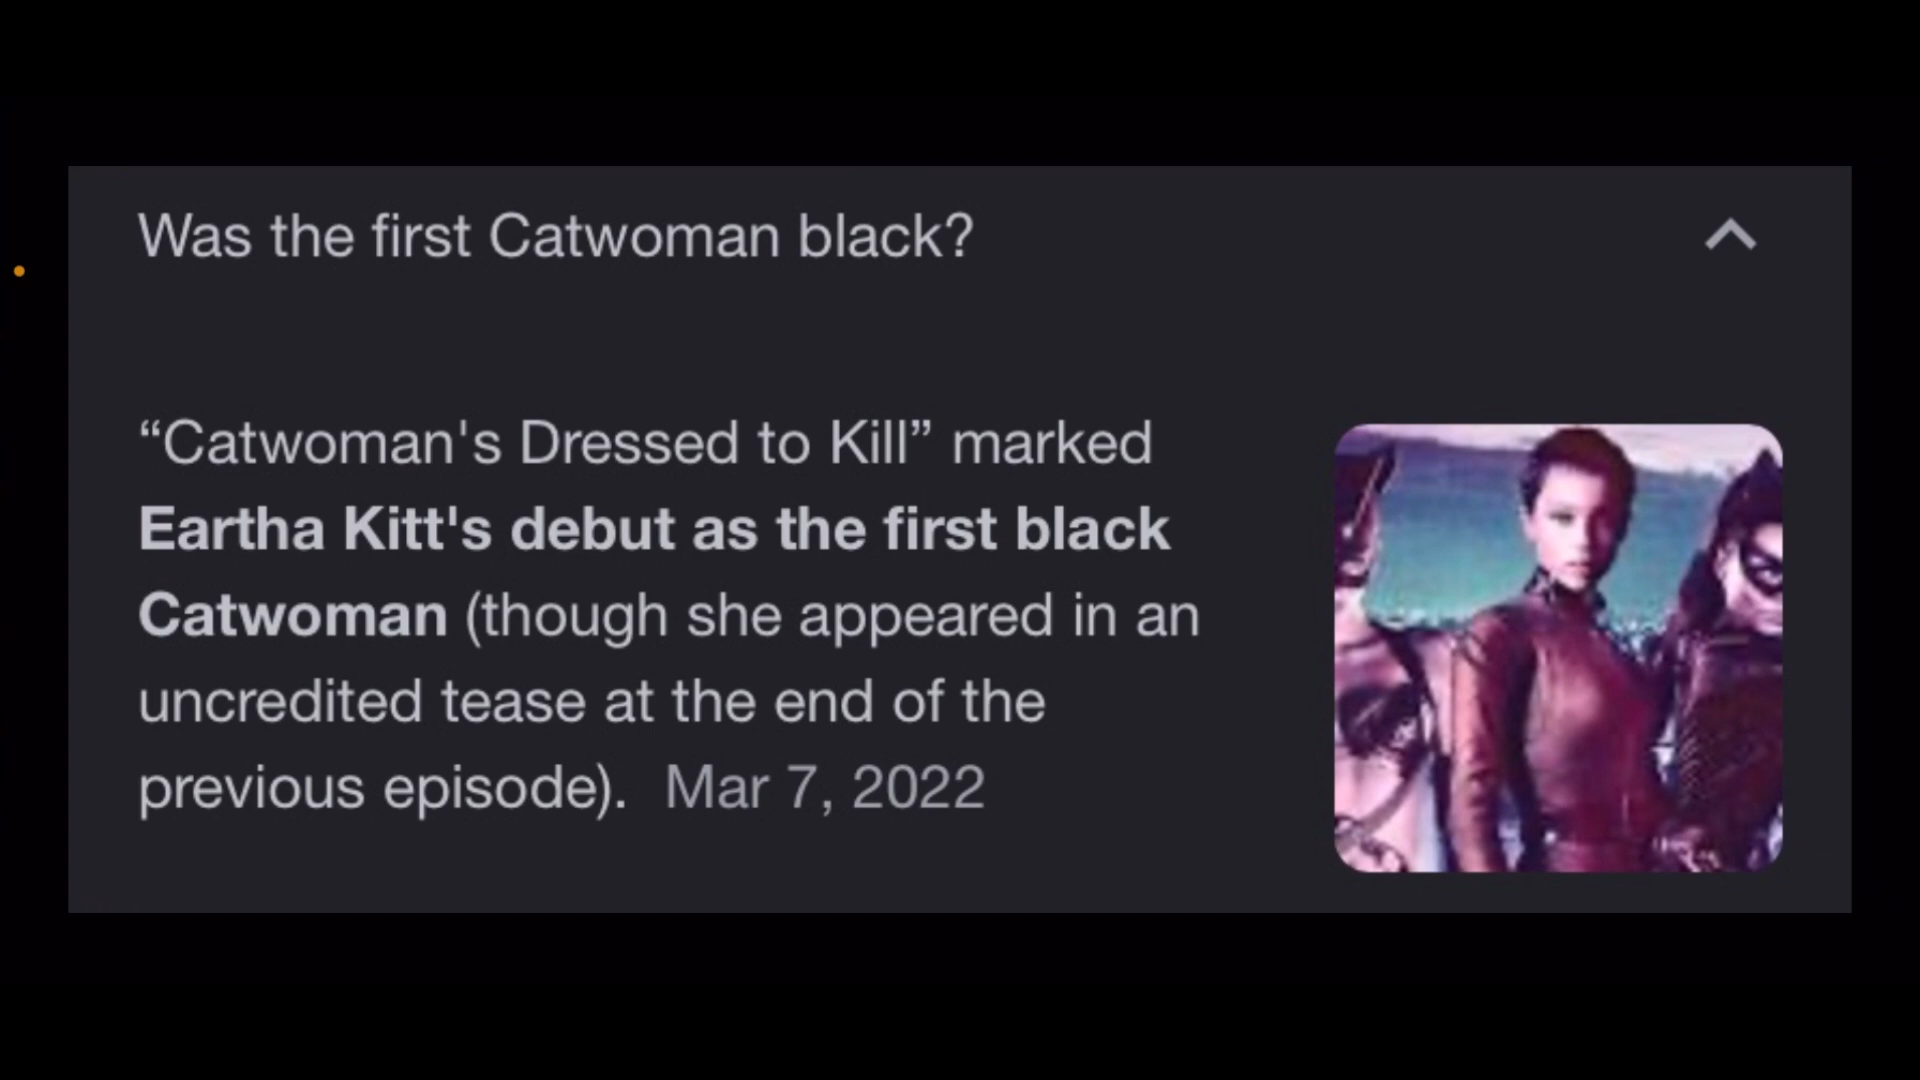 Was the first Catwoman black?
“Catwoman's Dressed to Kill” marked
Eartha Kitt's debut as the first black
Catwoman (though she appeared in an
uncredited tease at the end of the
previous episode). Mar 7, 2022